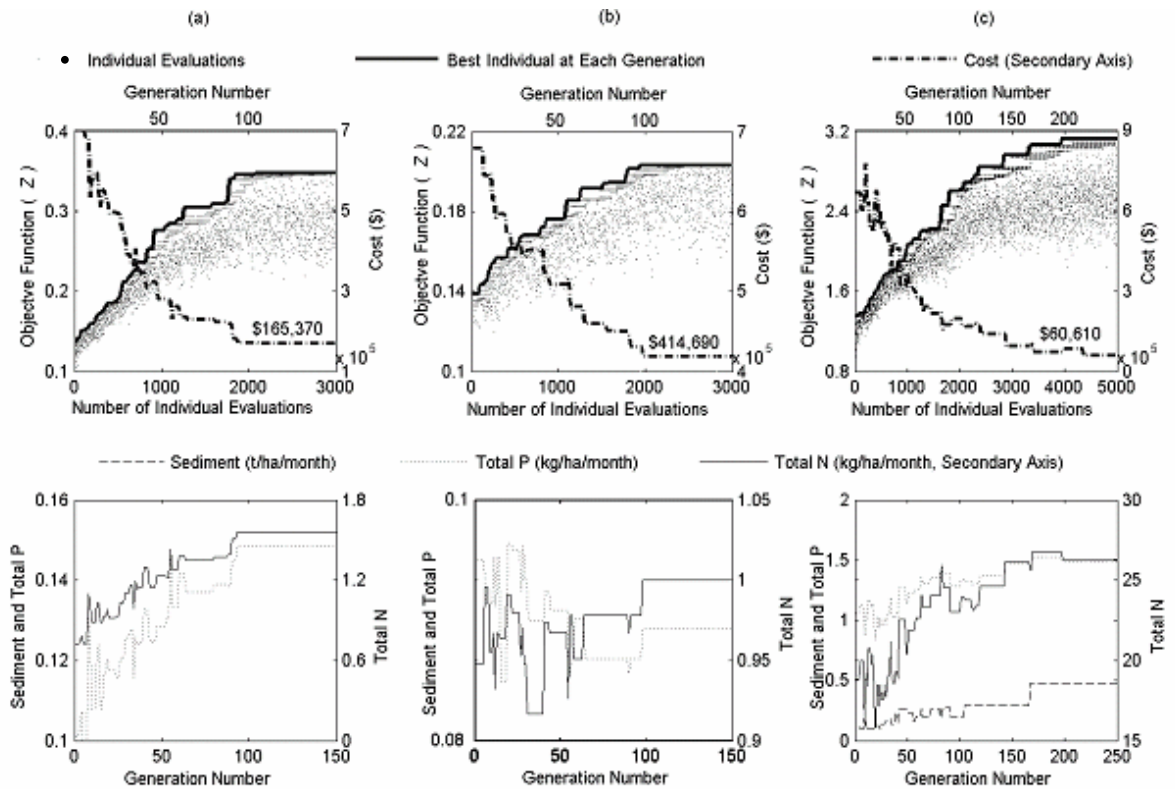 (a) (b) (c)
Individual Evaluations Best Individual at Each Generation Cost (Secondary Axis)
Generation Number
50 100
0.4
0.3
0.2
0.1
Objectve Function ( Z )
7
5
3
1
× 10^5
Cost ($)
$165,370
0 1000 2000 3000
Number of Individual Evaluations
Generation Number
50 100
0.22
0.18
0.14
0.1
Objective Function ( Z )
7
6
5
4
× 10^5
Cost ($)
$414,690
0 1000 2000 3000
Number of Individual Evaluations
Generation Number
50 100 150 200
3.2
2.4
1.6
0.8
Objective Function ( Z )
9
6
3
0
× 10^5
Cost ($)
$60,610
0 1000 2000 3000 4000 5000
Number of Individual Evaluations
Sediment (t/ha/month) Total P (kg/ha/month) Total N (kg/ha/month, Secondary Axis)
0.16
0.14
0.12
0.1
Sediment and Total P
1.8
1.2
0.6
0
Total N
0 50 100 150
Generation Number
0.1
0.08
Sediment and Total P
1.05
1
0.95
0.9
Total N
0 50 100 150
Generation Number
2
1.5
1
0.5
0
Sediment and Total P
30
25
20
15
Total N
0 50 100 150 200 250
Generation Number